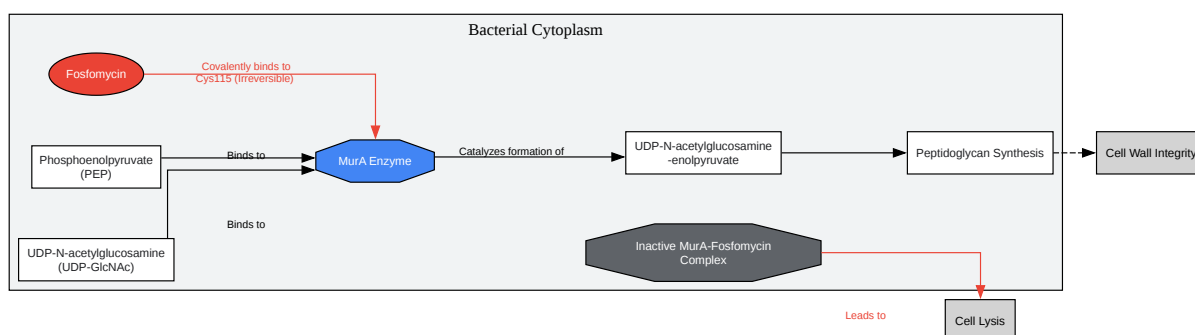 Bacterial Cytoplasm
Fosfomycin
Covalently binds to
Cys115 (Irreversible)
Phosphoenolpyruvate
(PEP)
Binds to
MurA Enzyme
Catalyzes formation of
UDP-N-acetylglucosamine
-enolpyruvate
Peptidoglycan Synthesis
Cell Wall Integrity
UDP-N-acetylglucosamine
(UDP-GlcNAc)
Binds to
Inactive MurA-Fosfomycin
Complex
Leads to
Cell Lysis